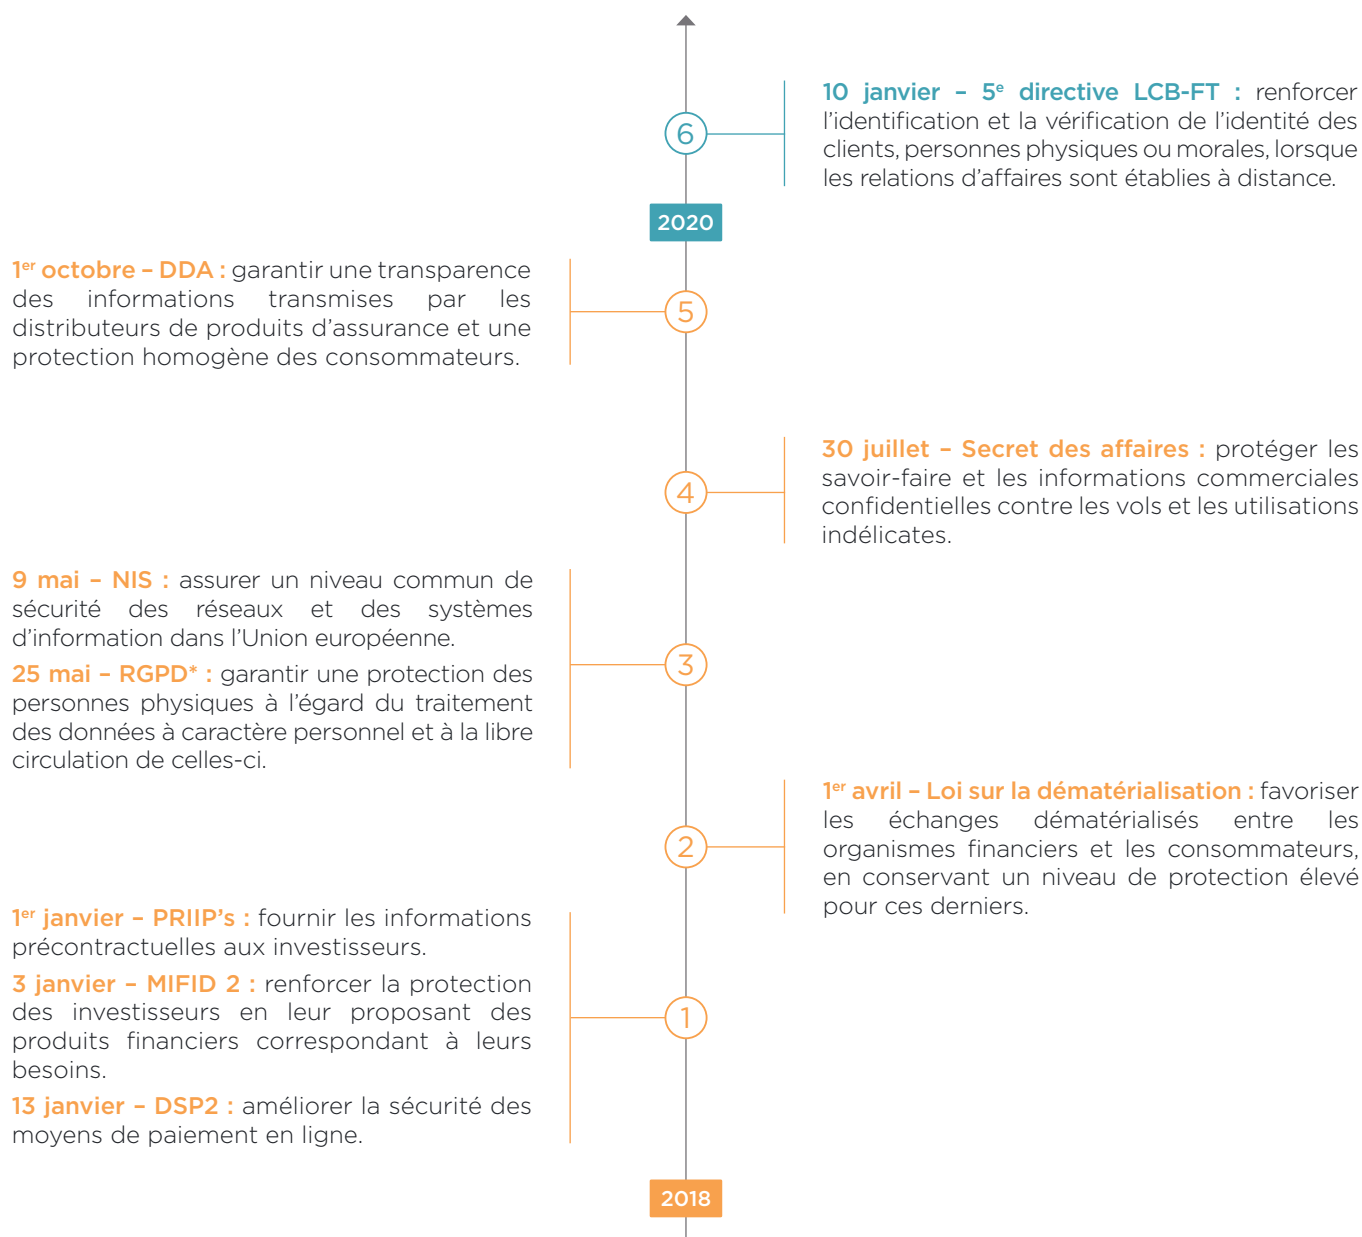 10 janvier – 5e directive LCB-FT : renforcer
l’identification et la vérification de l’identité des
clients, personnes physiques ou morales, lorsque
les relations d’affaires sont établies à distance.
6
2020
1er octobre – DDA : garantir une transparence
des informations transmises par les
distributeurs de produits d’assurance et une
protection homogène des consommateurs.
5
30 juillet – Secret des affaires : protéger les
savoir-faire et les informations commerciales
confidentielles contre les vols et les utilisations
indélicates.
4
9 mai – NIS : assurer un niveau commun de
sécurité des réseaux et des systèmes
d’information dans l’Union européenne.
25 mai – RGPD* : garantir une protection des
personnes physiques à l’égard du traitement
des données à caractère personnel et à la libre
circulation de celles-ci.
3
1er avril – Loi sur la dématérialisation : favoriser
les échanges dématérialisés entre les
organismes financiers et les consommateurs,
en conservant un niveau de protection élevé
pour ces derniers.
2
1er janvier – PRIIP’s : fournir les informations
précontractuelles aux investisseurs.
3 janvier – MIFID 2 : renforcer la protection
des investisseurs en leur proposant des
produits financiers correspondant à leurs
besoins.
13 janvier – DSP2 : améliorer la sécurité des
moyens de paiement en ligne.
1
2018